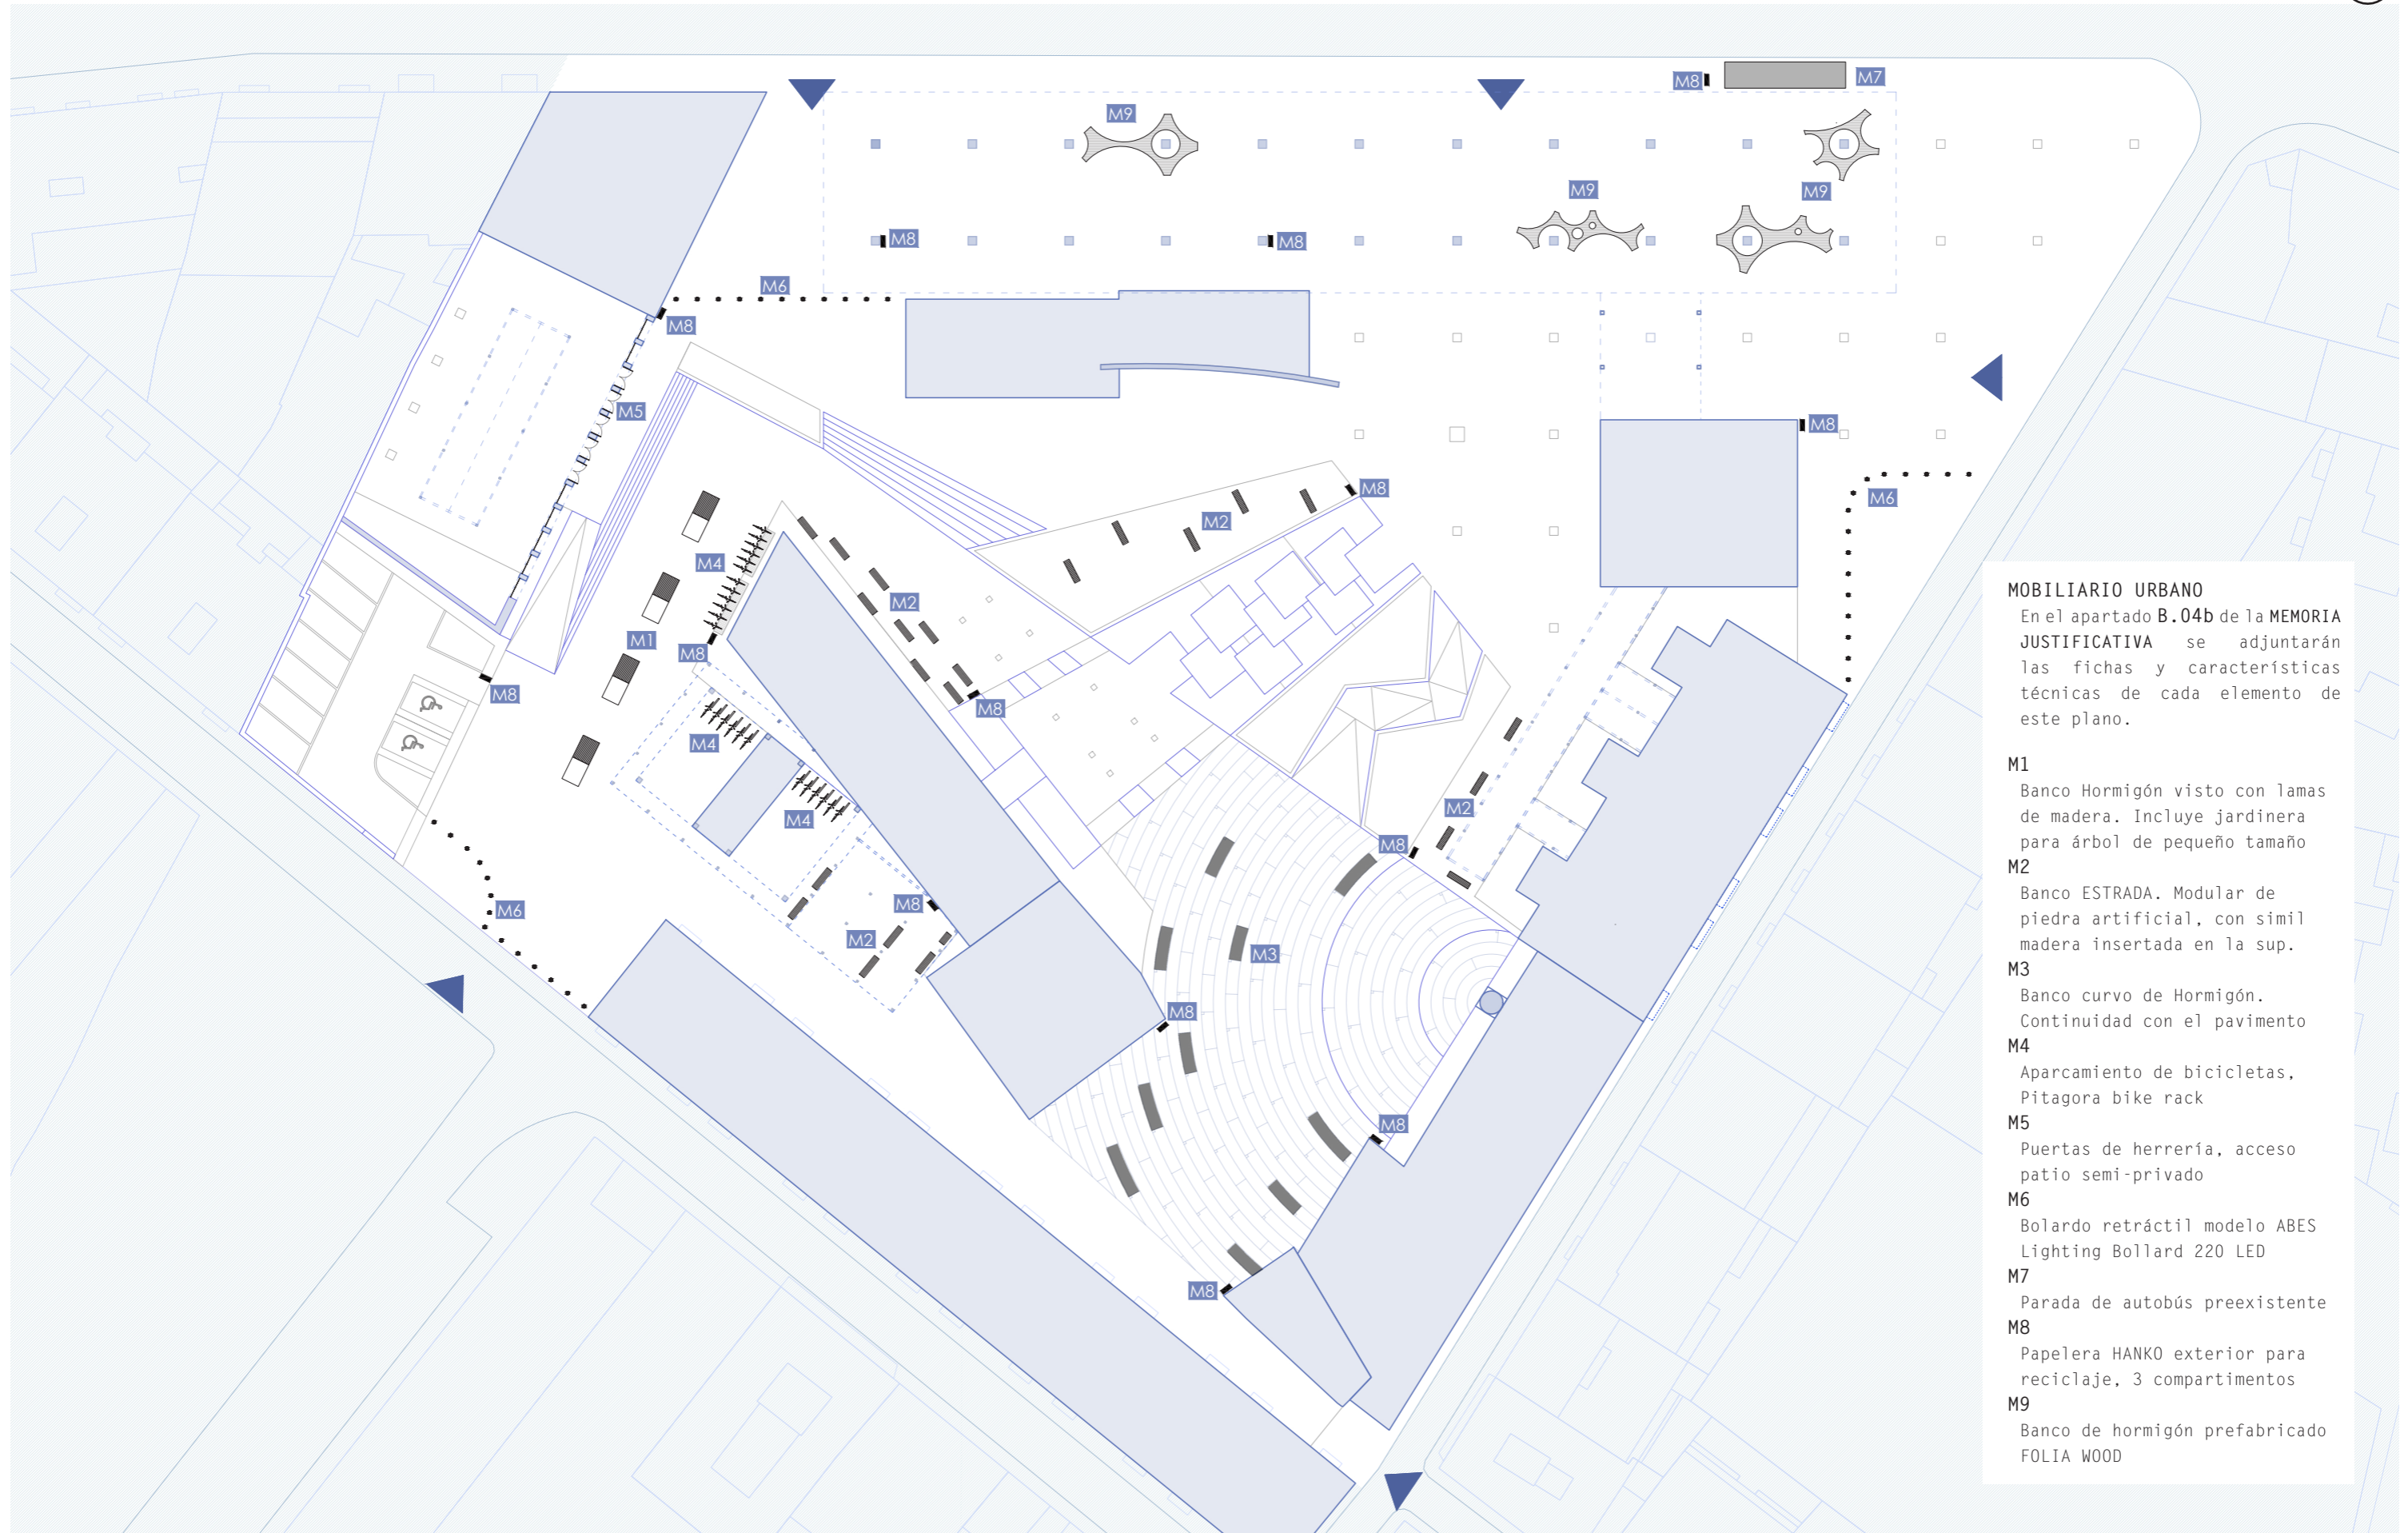 M8
M7
M9
M9
M9
M8
M8
M6
M8
M5
M8
M6
M8
M2
M4
M2
M1
M8
M8
M8
M4
M2
M4
M8
M8
M6
M2
M3
M8
M8
M8
MOBILIARIO URBANO
En el apartado B.04b de la MEMORIA
JUSTIFICATIVA se adjuntarán
las fichas y características
técnicas de cada elemento de
este plano.
M1
Banco Hormigón visto con lamas
de madera. Incluye jardinera
para árbol de pequeño tamaño
M2
Banco ESTRADA. Modular de
piedra artificial, con simil
madera insertada en la sup.
M3
Banco curvo de Hormigón.
Continuidad con el pavimento
M4
Aparcamiento de bicicletas,
Pitagora bike rack
M5
Puertas de herrería, acceso
patio semi-privado
M6
Bolardo retráctil modelo ABES
Lighting Bollard 220 LED
M7
Parada de autobús preexistente
M8
Papelera HANKO exterior para
reciclaje, 3 compartimentos
M9
Banco de hormigón prefabricado
FOLIA WOOD